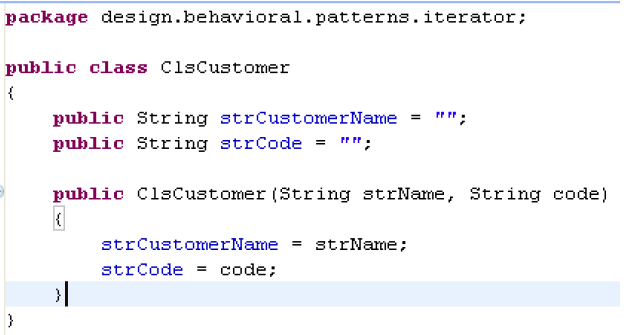 package design.behavioral.patterns.iterator;
public class ClsCustomer
{
public String strCustomerName = "";
public String strCode = "";
public ClsCustomer(String strName, String code)
{
strCustomerName = strName;
strCode = code;
}
}